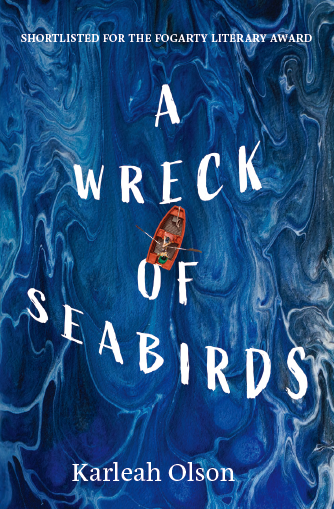 SHORTLISTED FOR THE FOGARTY LITERARY AWARD
A
WRECK
OF
SEABIRDS
Karleah Olson